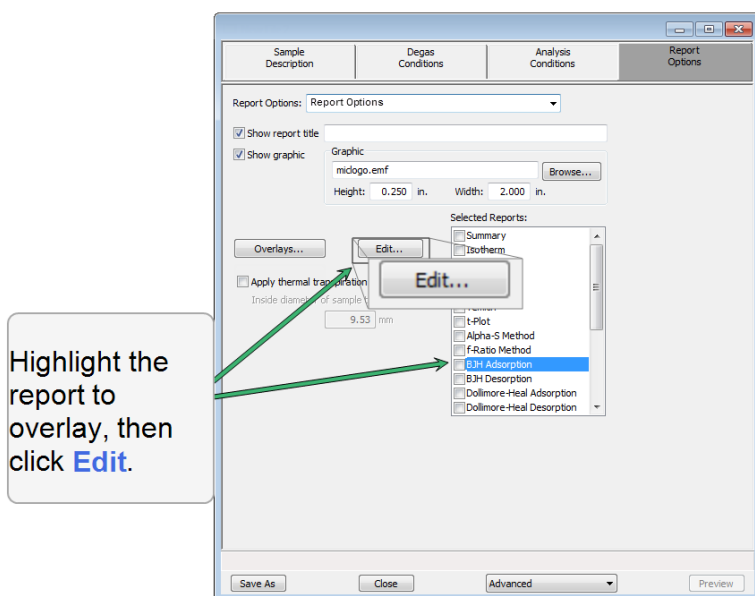 Sample Description
Degas Conditions
Analysis Conditions
Report Options
Report Options: Report Options
Show report title
Show graphic
Graphic
miclogo.emf
Browse...
Height: 0.250 in. Width: 2.000 in.
Selected Reports:
Overlays...
Edit...
Summary
Isotherm
Edit...
Apply thermal transpiration
Inside diameter of sample
9.53 mm
t-Plot
Alpha-S Method
f-Ratio Method
BJH Adsorption
BJH Desorption
Dollimore-Heal Adsorption
Dollimore-Heal Desorption
Highlight the
report to
overlay, then
click Edit.
Save As
Close
Advanced
Preview